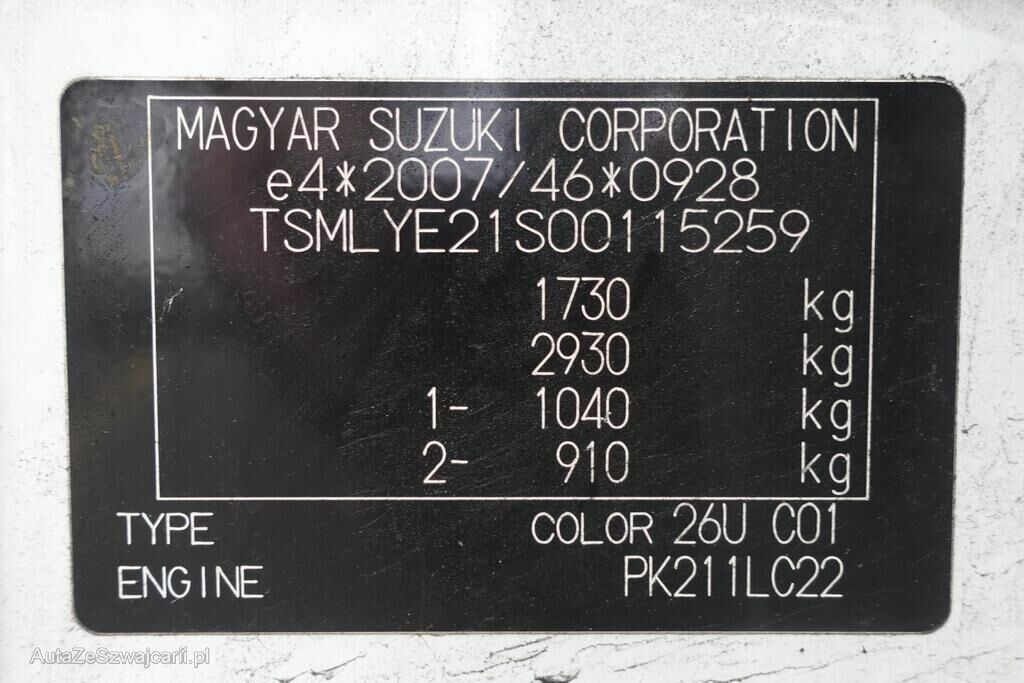 MAGYAR SUZUKI CORPORATION
e4*2007/46*0928
TSMLYE21S00115259
1730 kg
2930 kg
1- 1040 kg
2- 910 kg
TYPE COLOR 26U C01
ENGINE PK211LC22
AutaZeSzwajcarii.pl